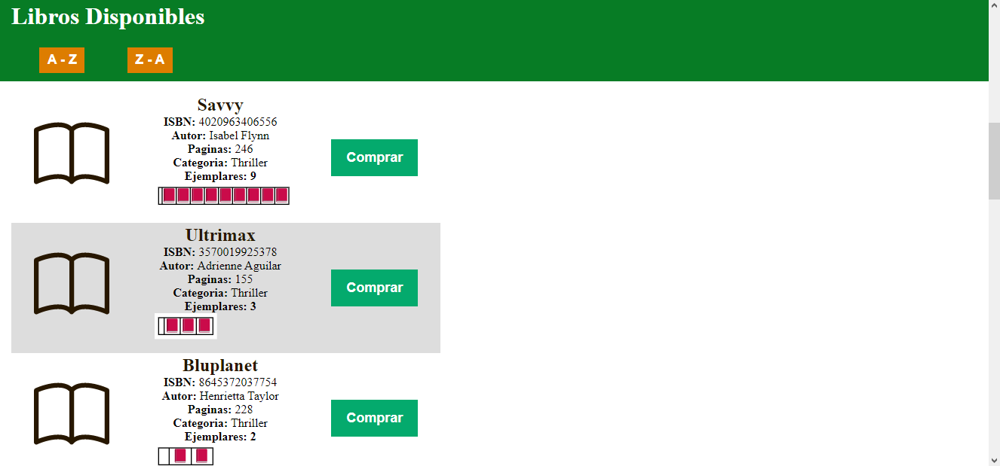 Libros Disponibles
A - Z
Z - A
Savvy
ISBN: 4020963406556
Autor: Isabel Flynn
Paginas: 246
Categoria: Thriller
Ejemplares: 9
Comprar
Ultrimax
ISBN: 3570019925378
Autor: Adrienne Aguilar
Paginas: 155
Categoria: Thriller
Ejemplares: 3
Comprar
Bluplanet
ISBN: 8645372037754
Autor: Henrietta Taylor
Paginas: 228
Categoria: Thriller
Ejemplares: 2
Comprar